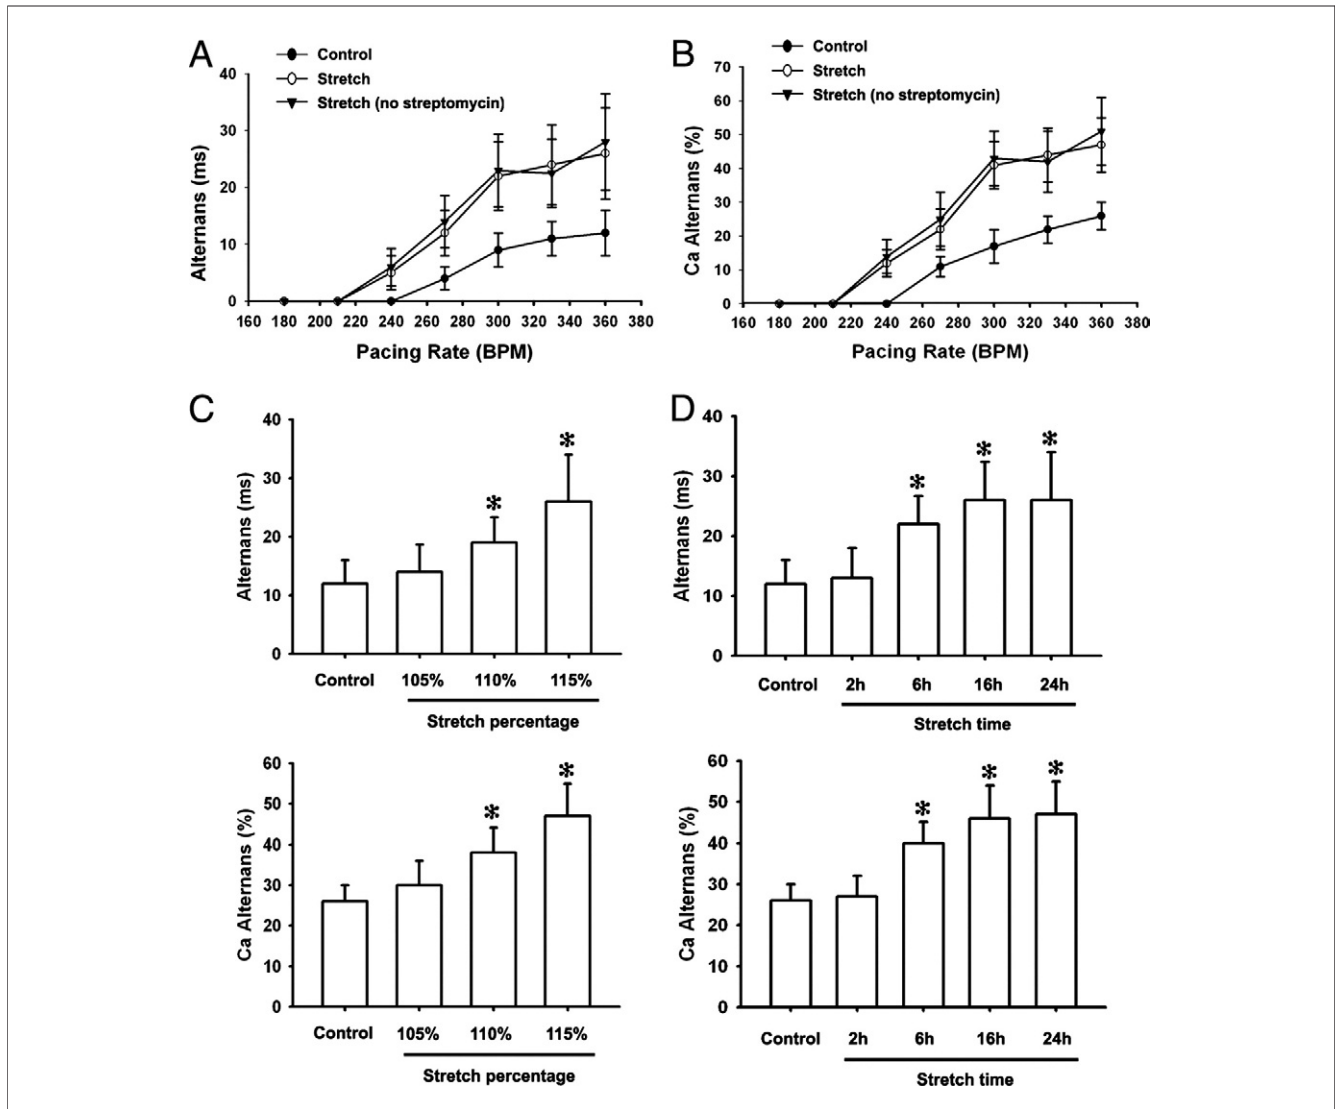 A
Control
Stretch
Stretch (no streptomycin)
40
30
20
10
0
Alternans (ms)
160 180 200 220 240 260 280 300 320 340 360 380
Pacing Rate (BPM)
B
Control
Stretch
Stretch (no streptomycin)
70
60
50
40
30
20
10
0
Ca Alternans (%)
160 180 200 220 240 260 280 300 320 340 360 380
Pacing Rate (BPM)
C
40
30
20
10
0
Alternans (ms)
* *
Control 105% 110% 115%
Stretch percentage
60
50
40
30
20
10
0
Ca Alternans (%)
* *
Control 105% 110% 115%
Stretch percentage
D
40
30
20
10
0
Alternans (ms)
* * *
Control 2h 6h 16h 24h
Stretch time
60
50
40
30
20
10
0
Ca Alternans (%)
* * *
Control 2h 6h 16h 24h
Stretch time